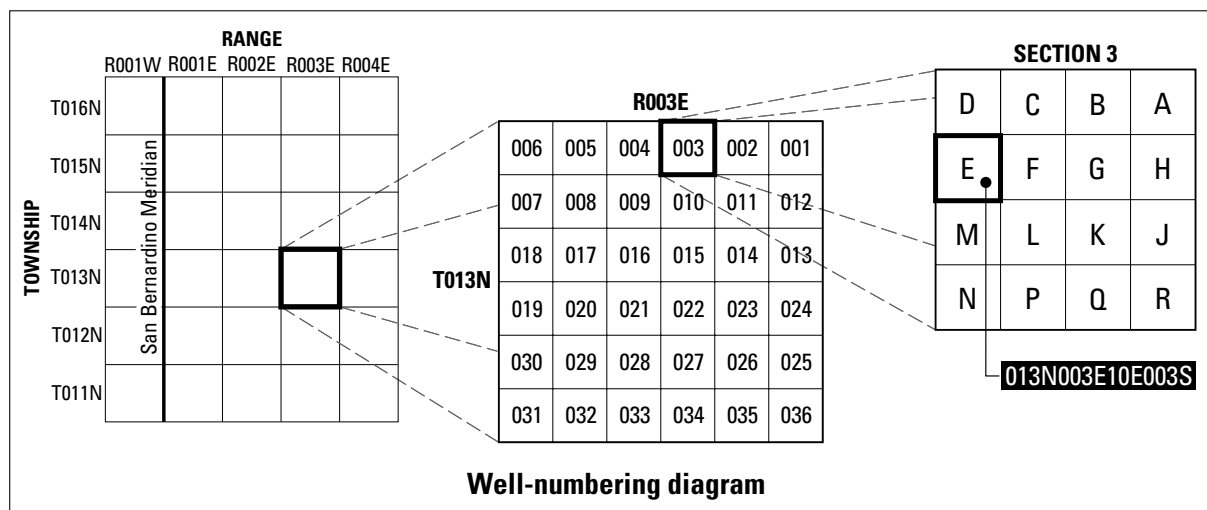 RANGE
R001W R001E R002E R003E R004E
TOWNSHIP
T016N
T015N
T014N
T013N
T012N
T011N
San Bernardino Meridian
R003E
T013N
006 005 004 003 002 001
007 008 009 010 011 012
018 017 016 015 014 013
019 020 021 022 023 024
030 029 028 027 026 025
031 032 033 034 035 036
SECTION 3
D C B A
E F G H
M L K J
N P Q R
013N003E10E003S
Well-numbering diagram